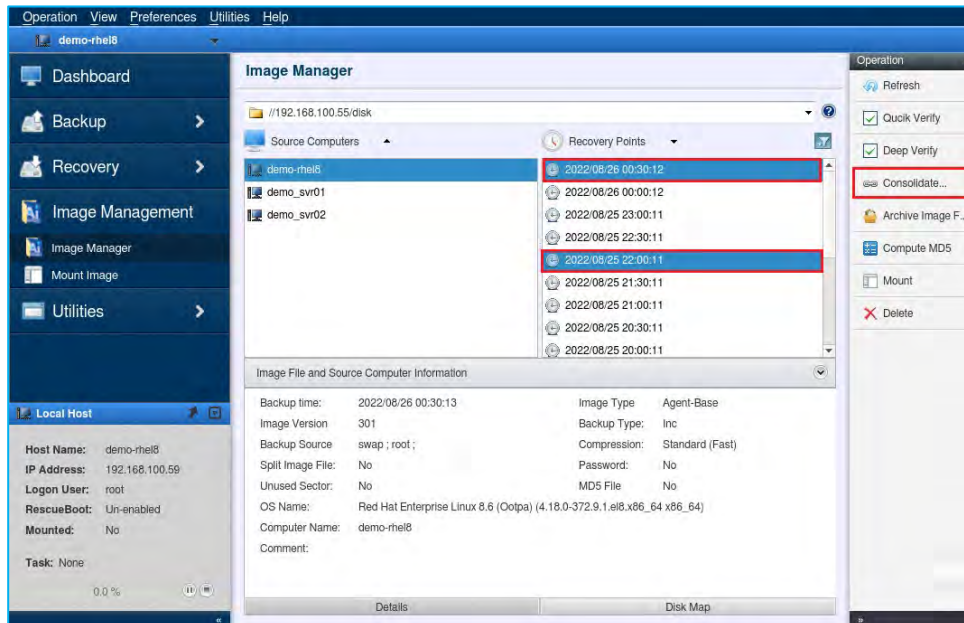 Operation View Preferences Utilities Help
demo-rhel8
Dashboard
Backup
Recovery
Image Management
Image Manager
Mount Image
Utilities
Local Host
Host Name: demo-rhel8
IP Address: 192.168.100.59
Logon User: root
RescueBoot: Un-enabled
Mounted: No
Task: None
0.0 %
Image Manager
//192.168.100.55/disk
Source Computers
demo-rhel8
demo_svr01
demo_svr02
Recovery Points
2022/08/26 00:30:12
2022/08/26 00:00:12
2022/08/25 23:00:11
2022/08/25 22:30:11
2022/08/25 22:00:11
2022/08/25 21:30:11
2022/08/25 21:00:11
2022/08/25 20:30:11
2022/08/25 20:00:11
Image File and Source Computer Information
Backup time: 2022/08/26 00:30:13 Image Type Agent-Base
Image Version 301 Backup Type: Inc
Backup Source swap ; root ; Compression: Standard (Fast)
Split Image File: No Password: No
Unused Sector: No MD5 File No
OS Name: Red Hat Enterprise Linux 8.6 (Ootpa) (4.18.0-372.9.1.el8.x86_64 x86_64)
Computer Name: demo-rhel8
Comment:
Details Disk Map
Operation
Refresh
Qucik Verify
Deep Verify
Consolidate...
Archive Image F..
Compute MD5
Mount
Delete